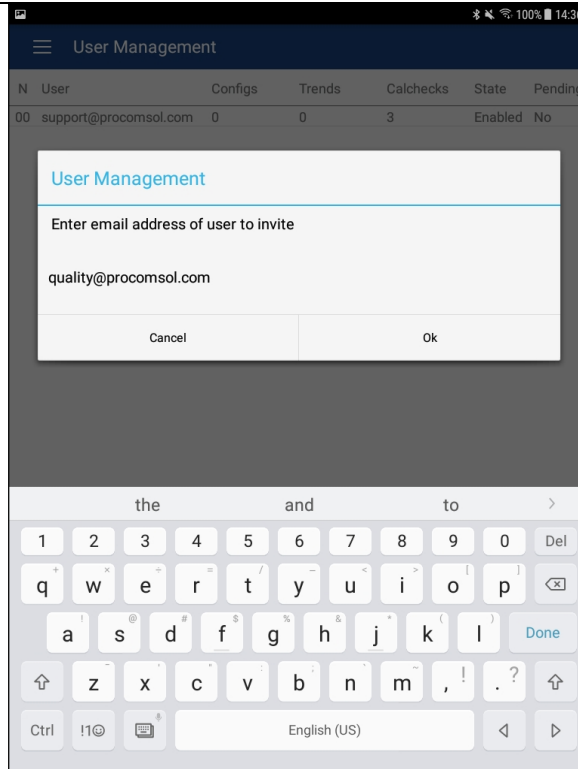 100% 14:30
User Management
N User Configs Trends Calchecks State Pending
00 support@procomsol.com 0 0 3 Enabled No
User Management
Enter email address of user to invite
quality@procomsol.com
Cancel Ok
the and to >
1 2 3 4 5 6 7 8 9 0 Del
+ × ÷ = / _ < > [ ]
q w e r t y u i o p
! @ # $ % & * ( )
a s d f g h j k l Done
- ' " : ; ~ ! ?
z x c v b n m , .
Ctrl !1☺ English (US)